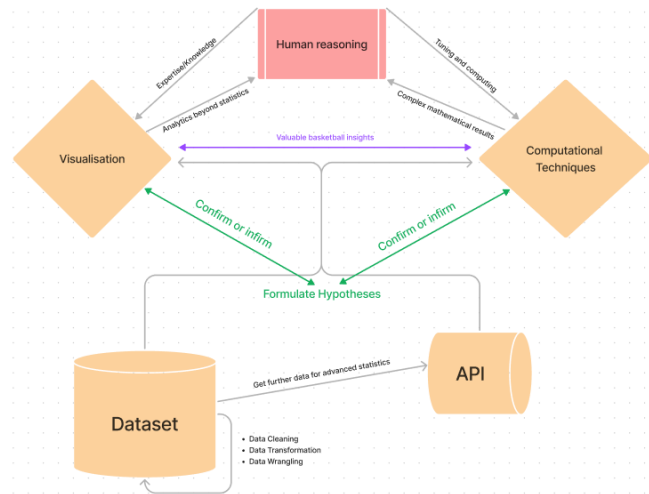 Human reasoning
Expertise/Knowledge
Tuning and computing
Analytics beyond statistics
Complex mathematical results
Visualisation
Valuable basketball insights
Computational
Techniques
Confirm or infirm
Confirm or infirm
Formulate Hypotheses
Get further data for advanced statistics
API
Dataset
• Data Cleaning
• Data Transformation
• Data Wrangling